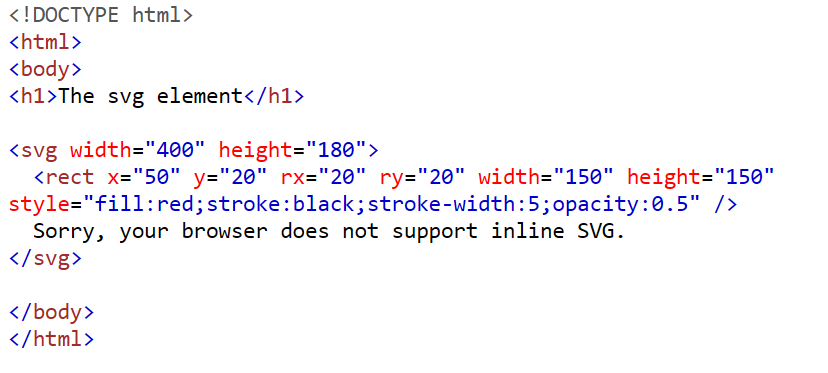 <!DOCTYPE html>
<html>
<body>
<h1>The svg element</h1>
<svg width="400" height="180">
<rect x="50" y="20" rx="20" ry="20" width="150" height="150"
style="fill:red;stroke:black;stroke-width:5;opacity:0.5" />
Sorry, your browser does not support inline SVG.
</svg>
</body>
</html>